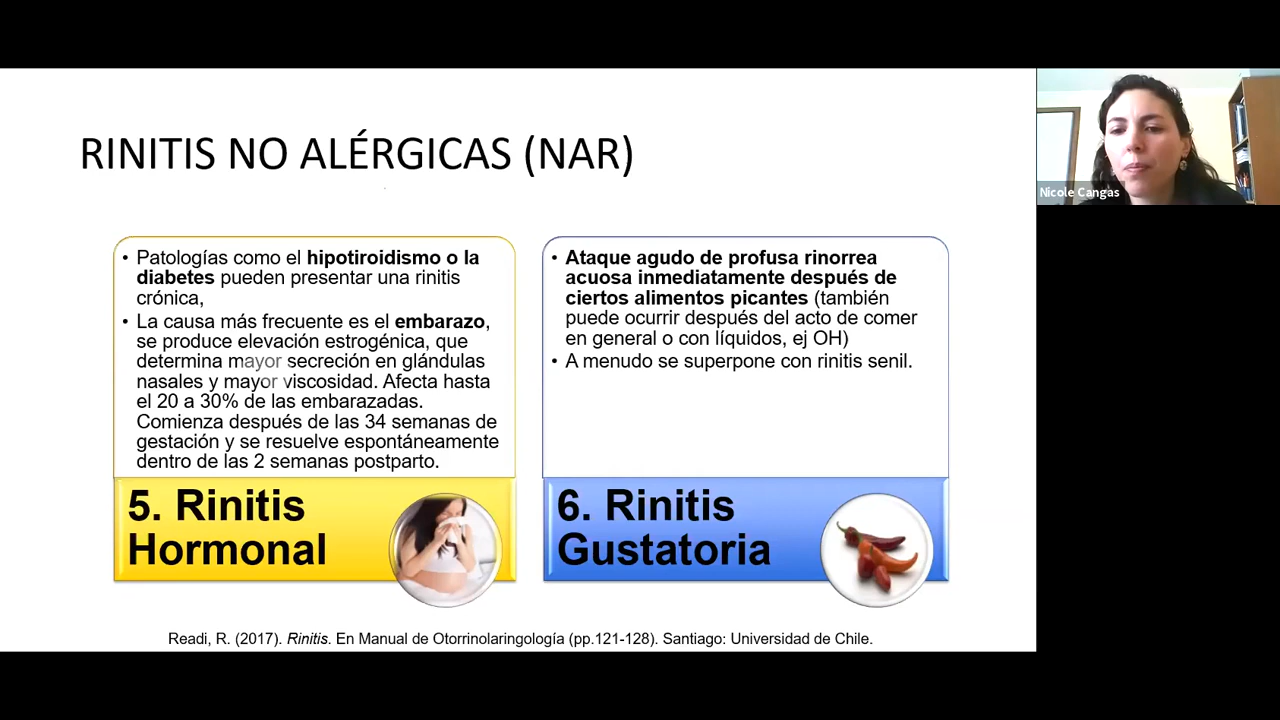 RINITIS NO ALÉRGICAS (NAR)
• Patologías como el hipotiroidismo o la
diabetes pueden presentar una rinitis
crónica,
• La causa más frecuente es el embarazo,
se produce elevación estrogénica, que
determina mayor secreción en glándulas
nasales y mayor viscosidad. Afecta hasta
el 20 a 30% de las embarazadas.
Comienza después de las 34 semanas de
gestación y se resuelve espontáneamente
dentro de las 2 semanas postparto.
5. Rinitis
Hormonal
• Ataque agudo de profusa rinorrea
acuosa inmediatamente después de
ciertos alimentos picantes (también
puede ocurrir después del acto de comer
en general o con líquidos, ej OH)
• A menudo se superpone con rinitis senil.
6. Rinitis
Gustatoria
Readi, R. (2017). Rinitis. En Manual de Otorrinolaringología (pp.121-128). Santiago: Universidad de Chile.
Nicole Cangas